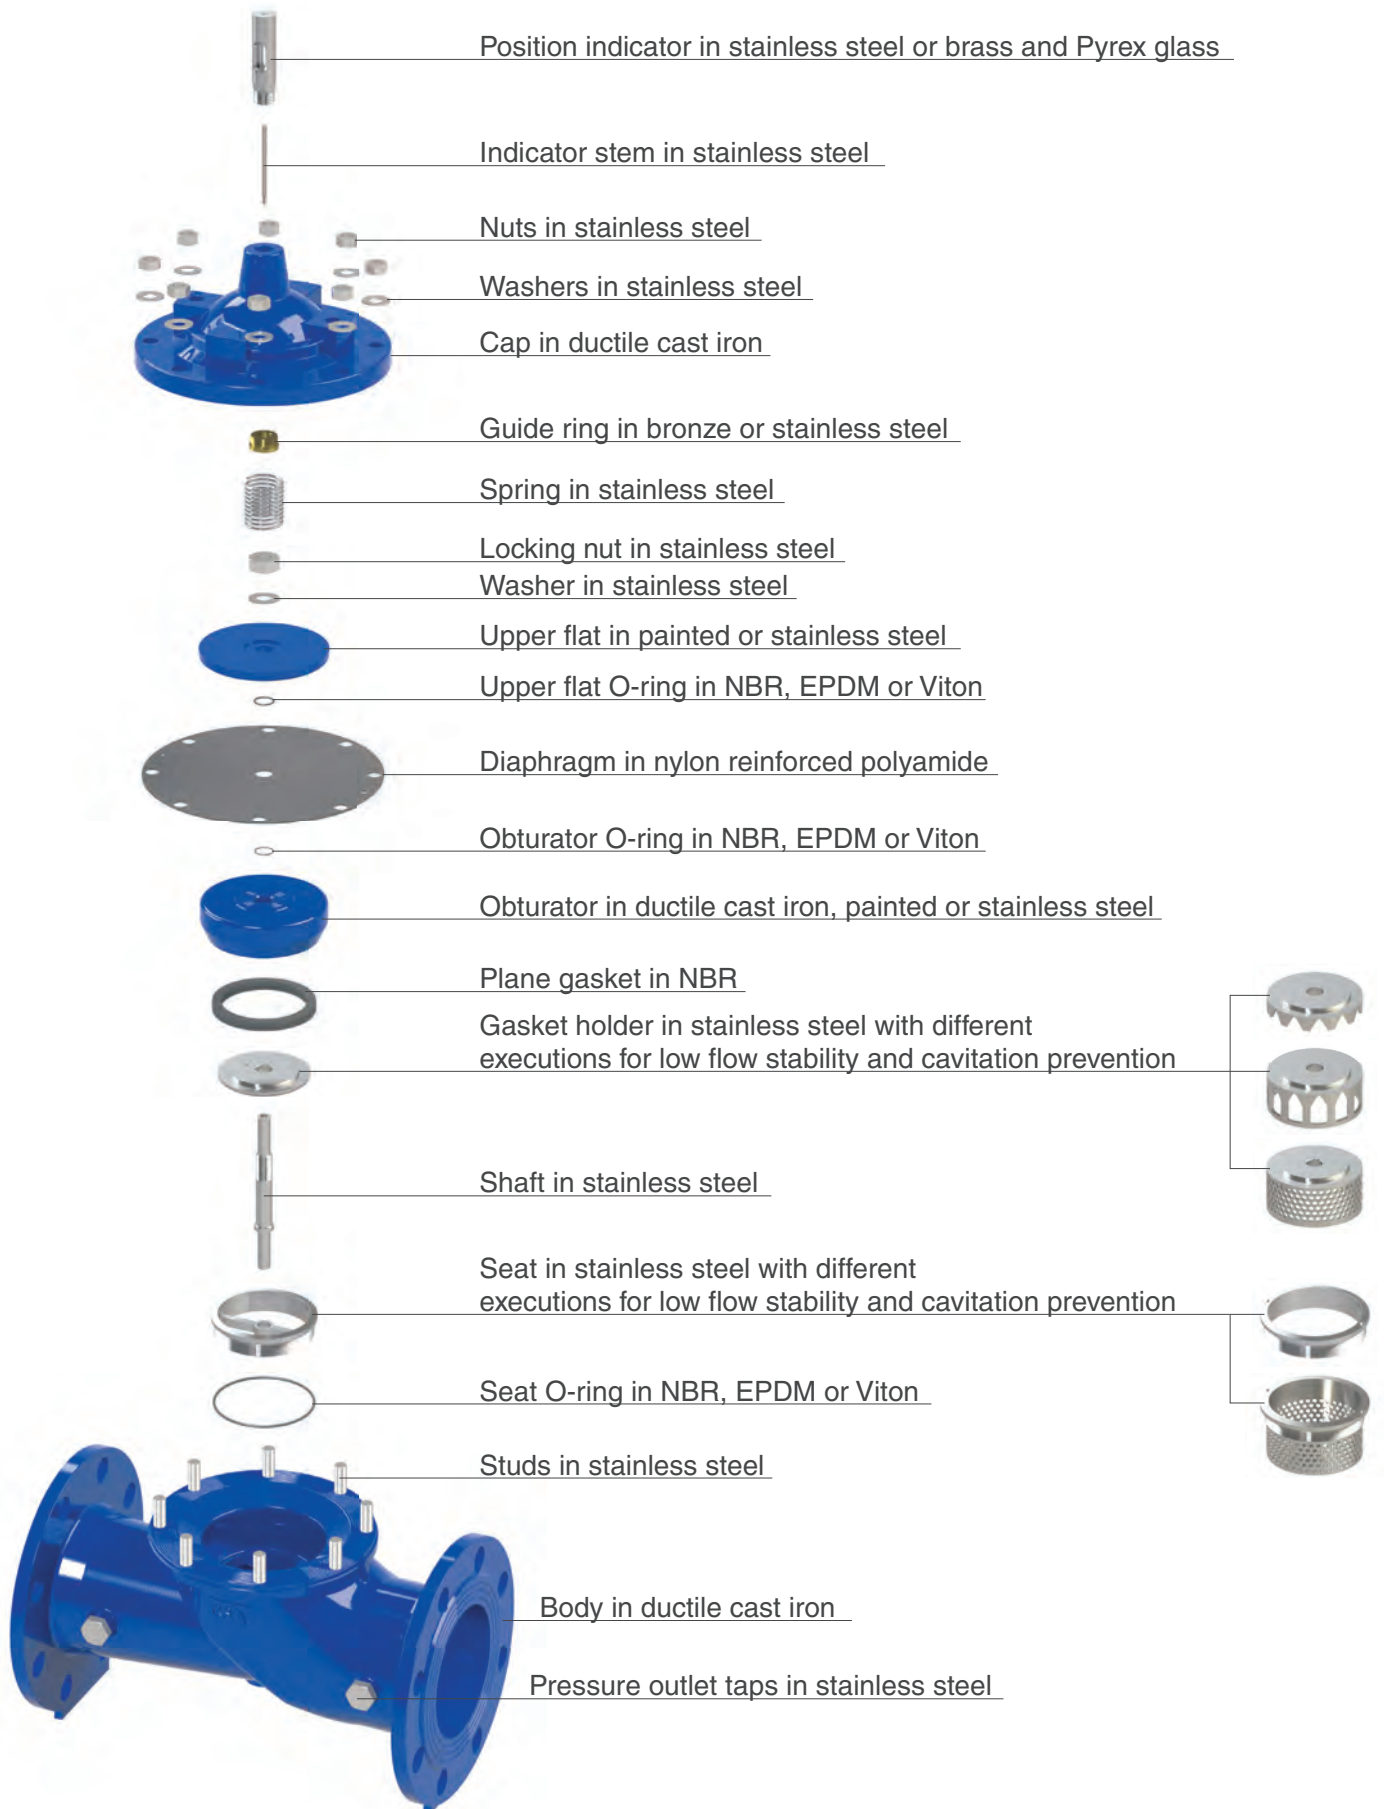 Position indicator in stainless steel or brass and Pyrex glass
Indicator stem in stainless steel
Nuts in stainless steel
Washers in stainless steel
Cap in ductile cast iron
Guide ring in bronze or stainless steel
Spring in stainless steel
Locking nut in stainless steel
Washer in stainless steel
Upper flat in painted or stainless steel
Upper flat O-ring in NBR, EPDM or Viton
Diaphragm in nylon reinforced polyamide
Obturator O-ring in NBR, EPDM or Viton
Obturator in ductile cast iron, painted or stainless steel
Plane gasket in NBR
Gasket holder in stainless steel with different
executions for low flow stability and cavitation prevention
Shaft in stainless steel
Seat in stainless steel with different
executions for low flow stability and cavitation prevention
Seat O-ring in NBR, EPDM or Viton
Studs in stainless steel
Body in ductile cast iron
Pressure outlet taps in stainless steel